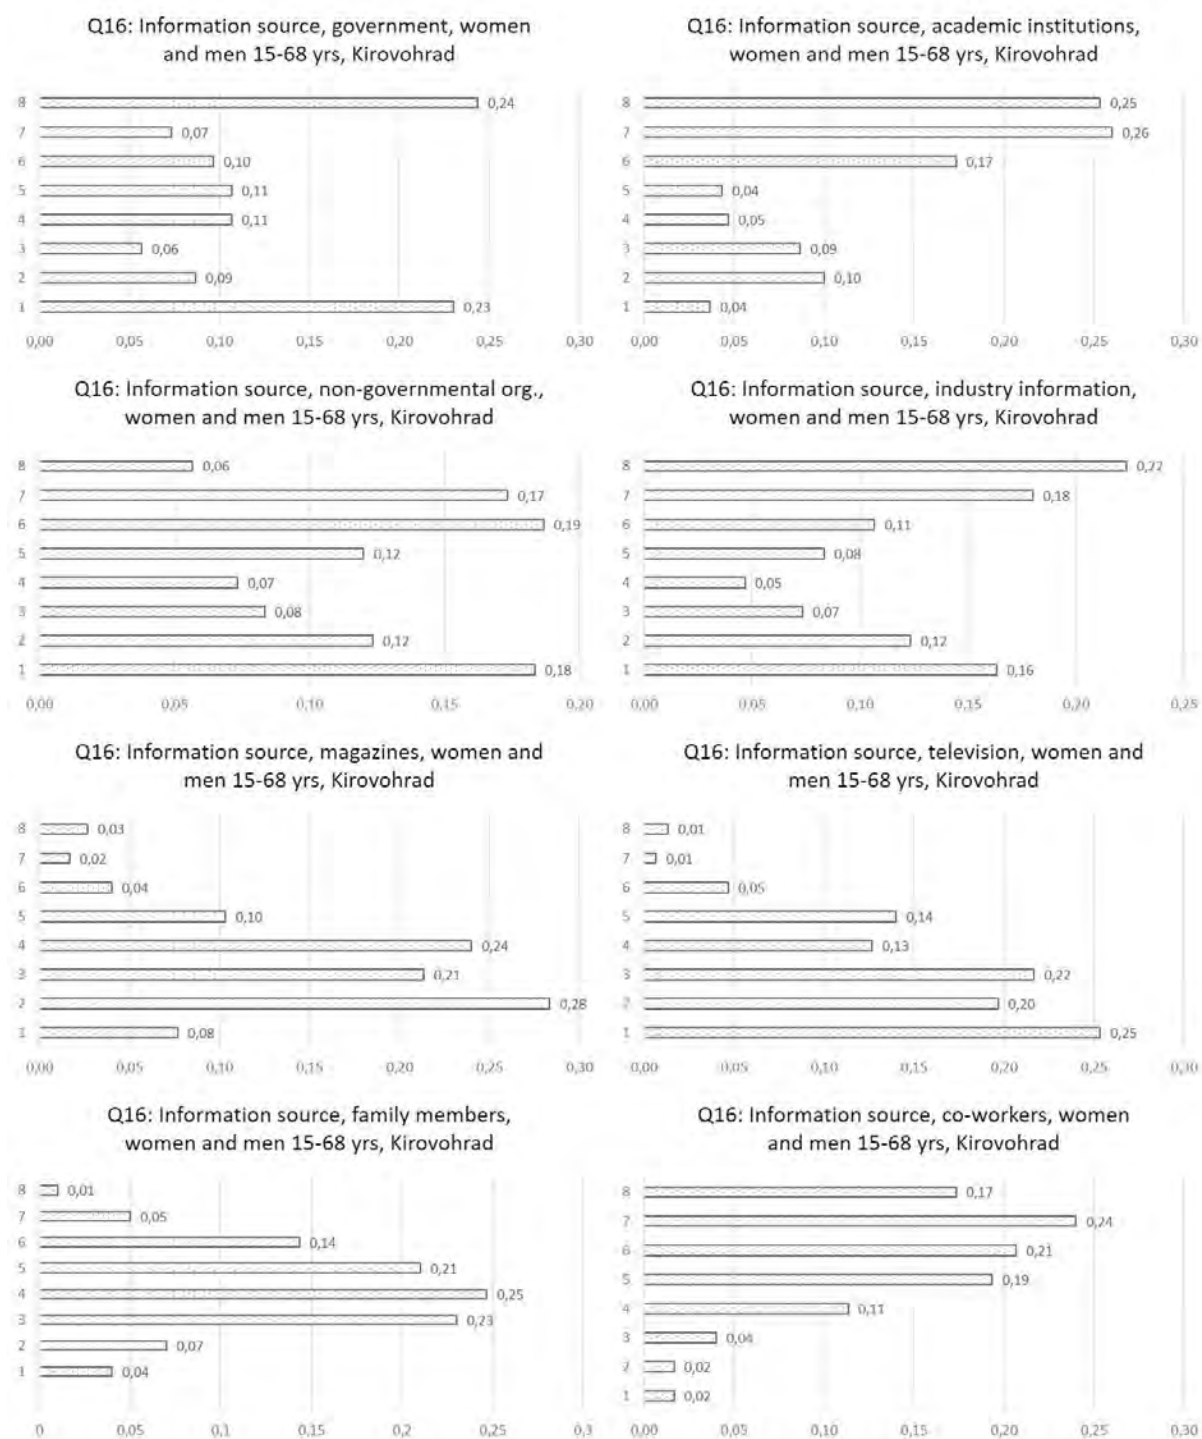 Q16: Information source, government, women
and men 15-68 yrs, Kirovohrad
8 0,24
7 0,07
6 0,10
5 0,11
4 0,11
3 0,06
2 0,09
1 0,23
0,00 0,05 0,10 0,15 0,20 0,25 0,30
Q16: Information source, academic institutions,
women and men 15-68 yrs, Kirovohrad
8 0,25
7 0,26
6 0,17
5 0,04
4 0,05
3 0,09
2 0,10
1 0,04
0,00 0,05 0,10 0,15 0,20 0,25 0,30
Q16: Information source, non-governmental org.,
women and men 15-68 yrs, Kirovohrad
8 0,06
7 0,17
6 0,19
5 0,12
4 0,07
3 0,08
2 0,12
1 0,18
0,00 0,05 0,10 0,15 0,20
Q16: Information source, industry information,
women and men 15-68 yrs, Kirovohrad
8 0,22
7 0,18
6 0,11
5 0,08
4 0,05
3 0,07
2 0,12
1 0,16
0,00 0,05 0,10 0,15 0,20 0,25
Q16: Information source, magazines, women and
men 15-68 yrs, Kirovohrad
8 0,03
7 0,02
6 0,04
5 0,10
4 0,24
3 0,21
2 0,28
1 0,08
0,00 0,05 0,10 0,15 0,20 0,25 0,30
Q16: Information source, television, women and
men 15-68 yrs, Kirovohrad
8 0,01
7 0,01
6 0,05
5 0,14
4 0,13
3 0,22
2 0,20
1 0,25
0,00 0,05 0,10 0,15 0,20 0,25 0,30
Q16: Information source, family members,
women and men 15-68 yrs, Kirovohrad
8 0,01
7 0,05
6 0,14
5 0,21
4 0,25
3 0,23
2 0,07
1 0,04
0 0,05 0,1 0,15 0,2 0,25 0,3
Q16: Information source, co-workers, women
and men 15-68 yrs, Kirovohrad
8 0,17
7 0,24
6 0,21
5 0,19
4 0,11
3 0,04
2 0,02
1 0,02
0,00 0,05 0,10 0,15 0,20 0,25 0,30